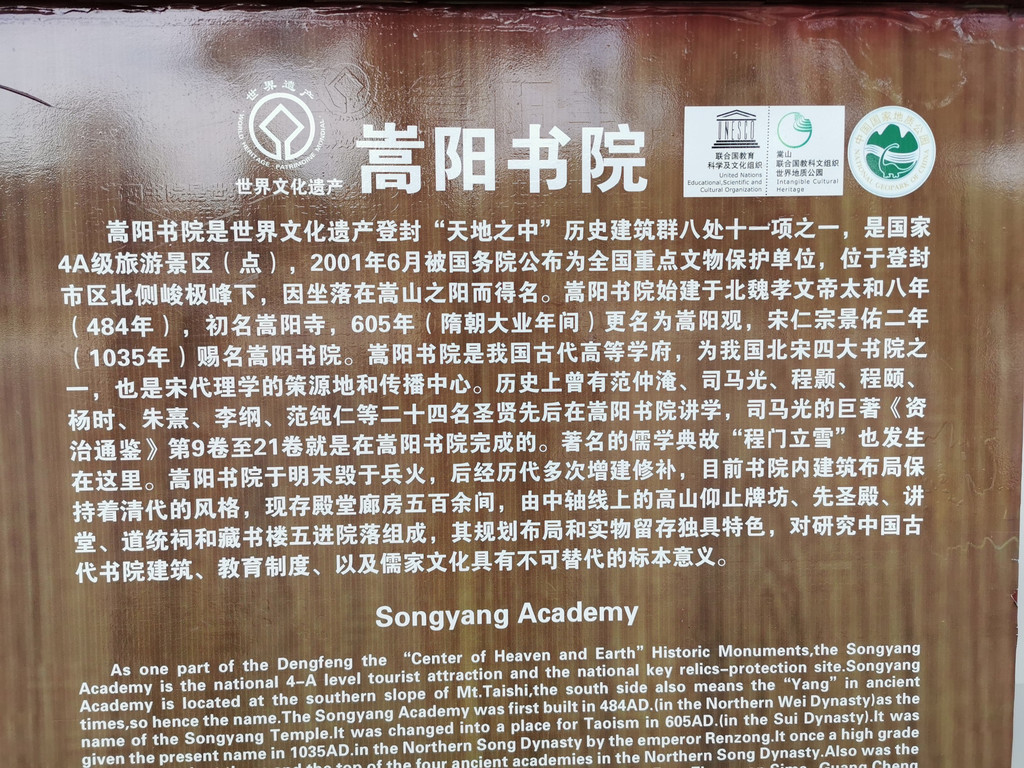 世界遗产
WORLD HERITAGE · PATRIMOINE MONDIAL
世界文化遗产
嵩阳书院
UNESCO
联合国教育
科学及文化组织
United Nations
Educational,Scientific and
Cultural Organization
嵩山
联合国教科文组织
世界地质公园
Intangible Cultural
Heritage
中国国家地质公园
NATIONAL GEOPARK OF CHINA
嵩阳书院是世界文化遗产登封“天地之中”历史建筑群八处十一项之一，是国家
4A级旅游景区（点），2001年6月被国务院公布为全国重点文物保护单位，位于登封
市区北侧峻极峰下，因坐落在嵩山之阳而得名。嵩阳书院始建于北魏孝文帝太和八年
（484年），初名嵩阳寺，605年（隋朝大业年间）更名为嵩阳观，宋仁宗景佑二年
（1035年）赐名嵩阳书院。嵩阳书院是我国古代高等学府，为我国北宋四大书院之
一，也是宋代理学的策源地和传播中心。历史上曾有范仲淹、司马光、程颢、程颐、
杨时、朱熹、李纲、范纯仁等二十四名圣贤先后在嵩阳书院讲学，司马光的巨著《资
治通鉴》第9卷至21卷就是在嵩阳书院完成的。著名的儒学典故“程门立雪”也发生
在这里。嵩阳书院于明末毁于兵火，后经历代多次增建修补，目前书院内建筑布局保
持着清代的风格，现存殿堂廊房五百余间，由中轴线上的高山仰止牌坊、先圣殿、讲
堂、道统祠和藏书楼五进院落组成，其规划布局和实物留存独具特色，对研究中国古
代书院建筑、教育制度、以及儒家文化具有不可替代的标本意义。
Songyang Academy
As one part of the Dengfeng the “Center of Heaven and Earth” Historic Monuments,the Songyang
Academy is the national 4-A level tourist attraction and the national key relics-protection site.Songyang
Academy is located at the southern slope of Mt.Taishi,the south side also means the “Yang” in ancient
times,so hence the name.The Songyang Academy was first built in 484AD.(in the Northern Wei Dynasty)as the
name of the Songyang Temple.It was changed into a place for Taoism in 605AD.(in the Sui Dynasty).It was
given the present name in 1035AD.in the Northern Song Dynasty by the emperor Renzong.It once a high grade
and the top of the four ancient academies in the Northern Song Dynasty.Also was the